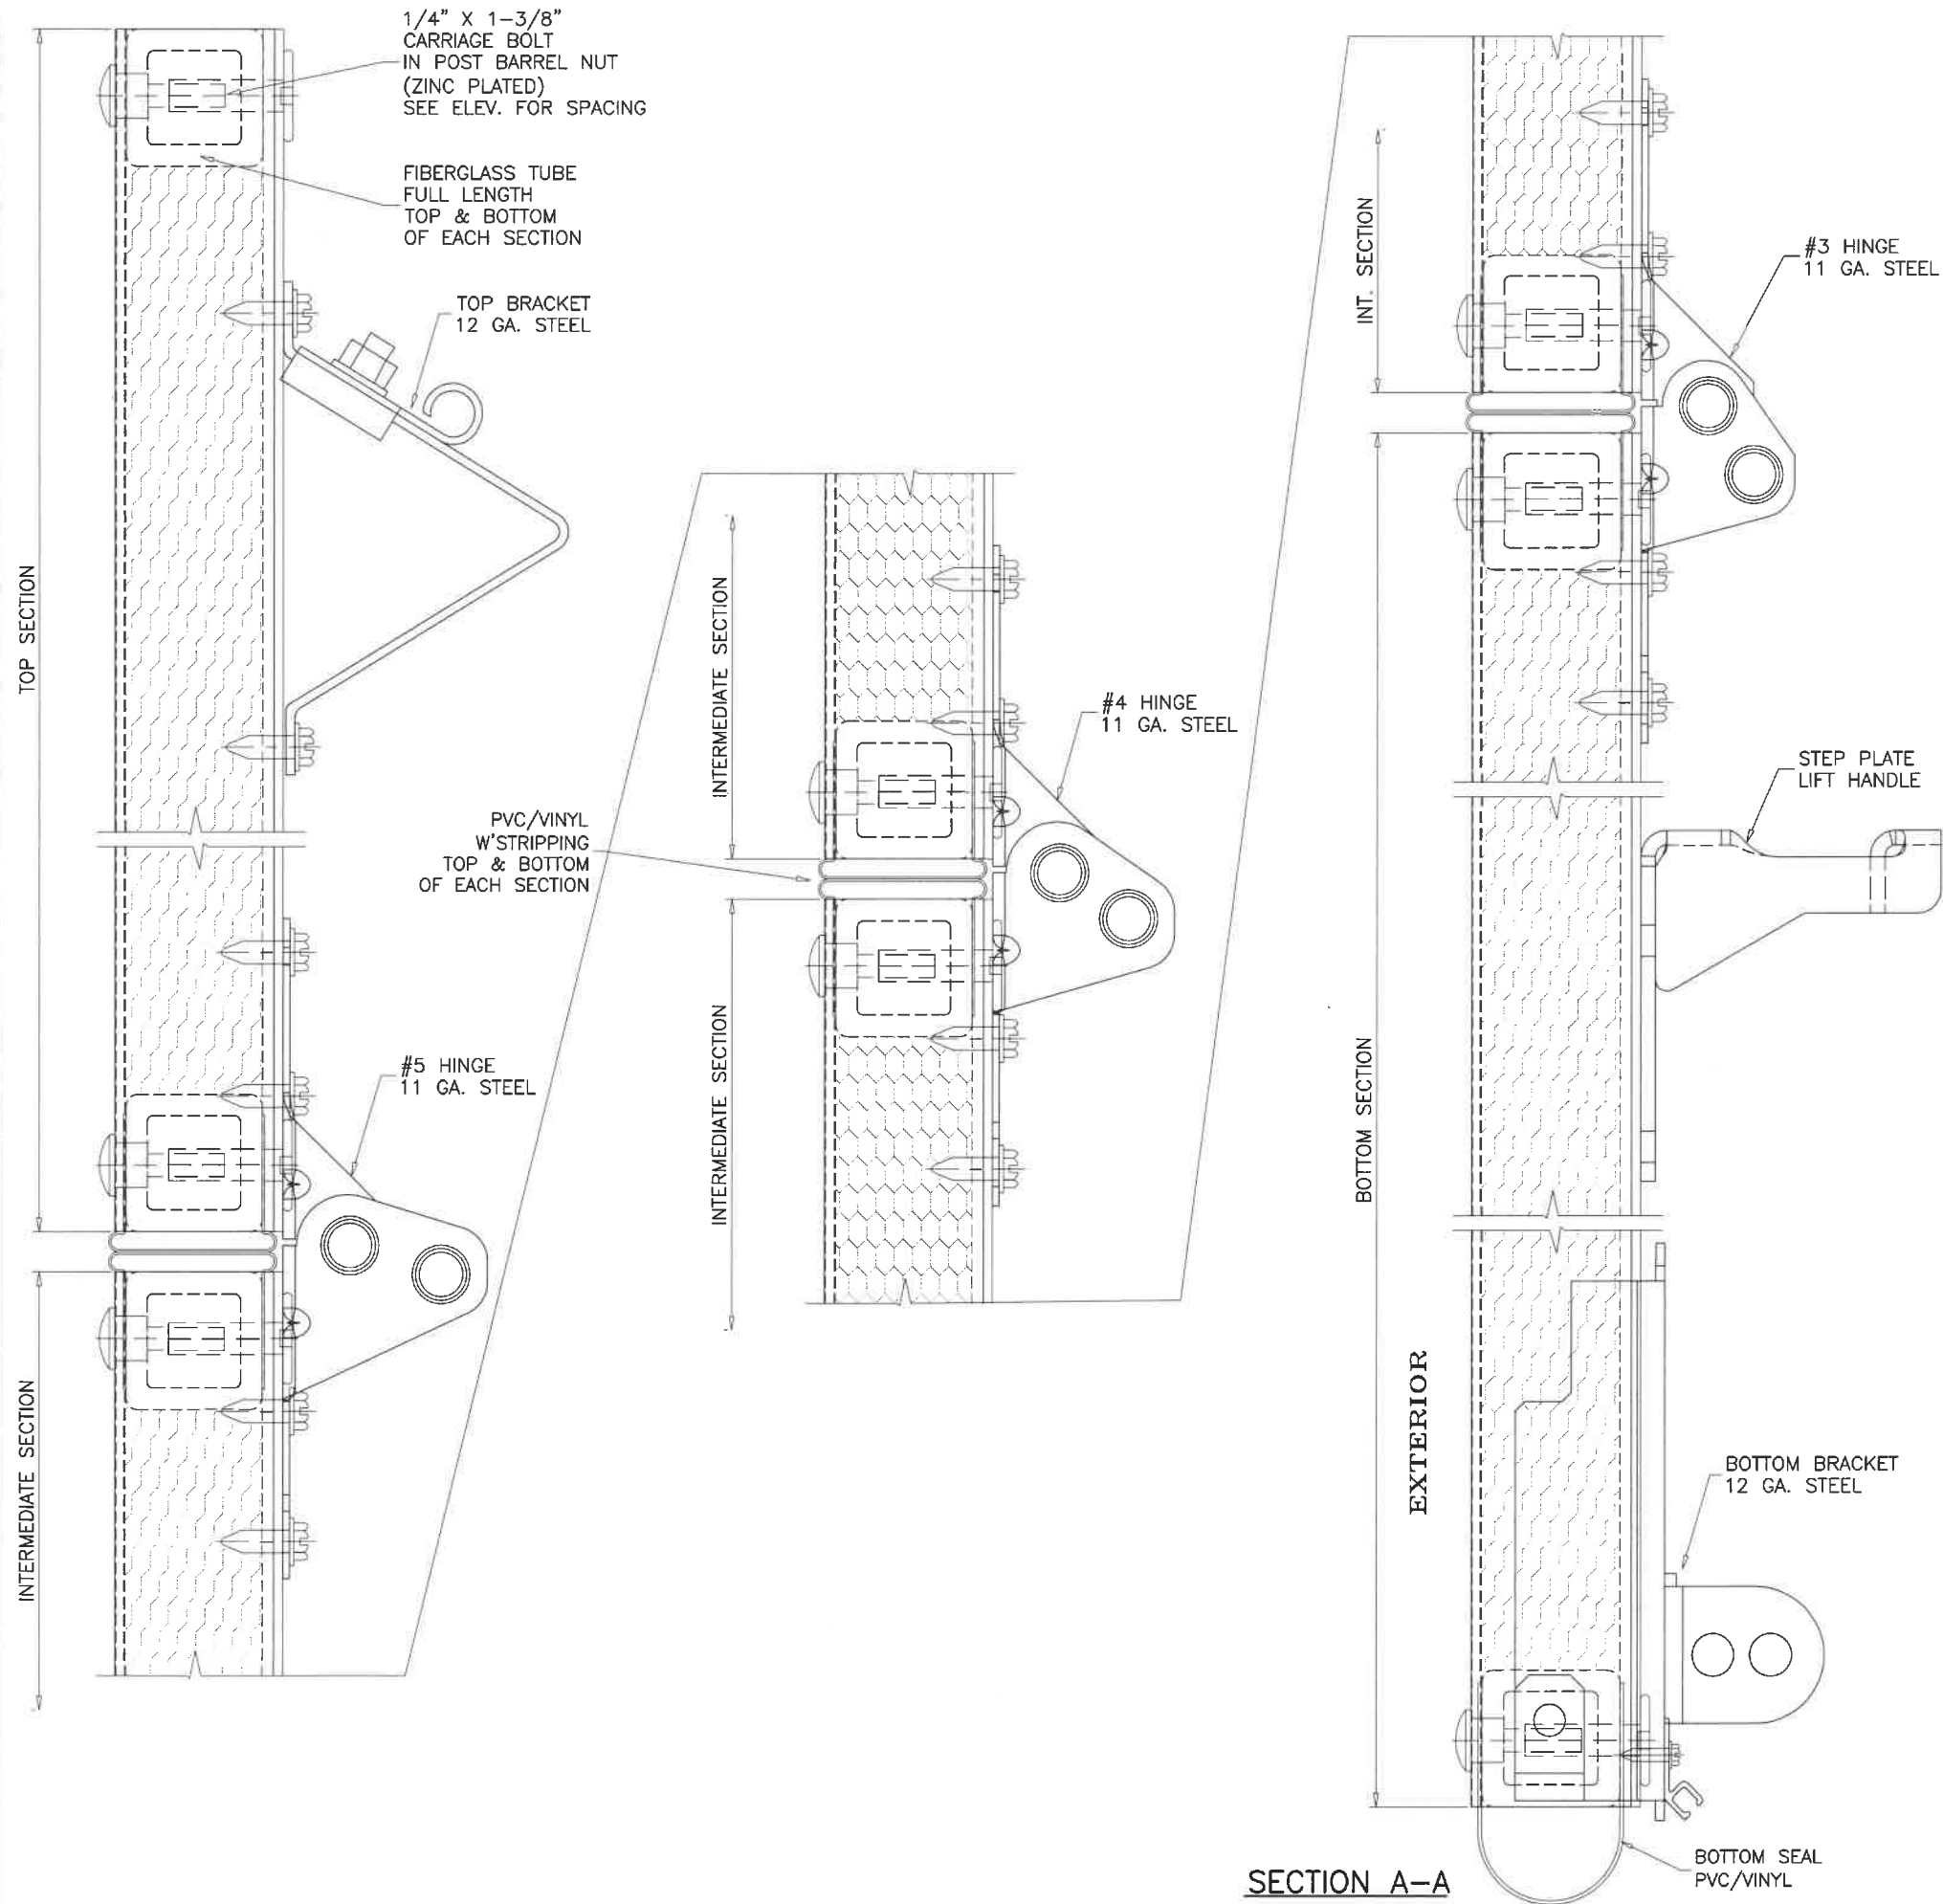 1/4" X 1-3/8"
CARRIAGE BOLT
IN POST BARREL NUT
(ZINC PLATED)
SEE ELEV. FOR SPACING
FIBERGLASS TUBE
FULL LENGTH
TOP & BOTTOM
OF EACH SECTION
TOP BRACKET
12 GA. STEEL
TOP SECTION
#5 HINGE
11 GA. STEEL
INTERMEDIATE SECTION
PVC/VINYL
W'STRIPPING
TOP & BOTTOM
OF EACH SECTION
INTERMEDIATE SECTION
#4 HINGE
11 GA. STEEL
INTERMEDIATE SECTION
INT. SECTION
#3 HINGE
11 GA. STEEL
STEP PLATE
LIFT HANDLE
BOTTOM SECTION
EXTERIOR
BOTTOM BRACKET
12 GA. STEEL
BOTTOM SEAL
PVC/VINYL
SECTION A-A